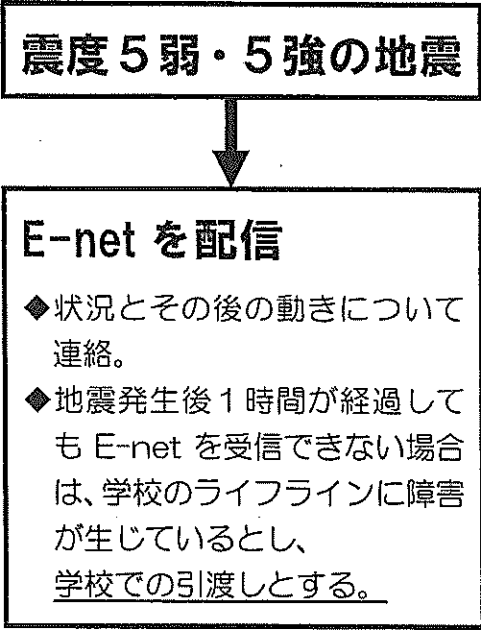 震度５弱・５強の地震
E-net を配信
◆状況とその後の動きについて
連絡。
◆地震発生後１時間が経過して
も E-net を受信できない場合
は、学校のライフラインに障害
が生じているとし、
学校での引渡しとする。